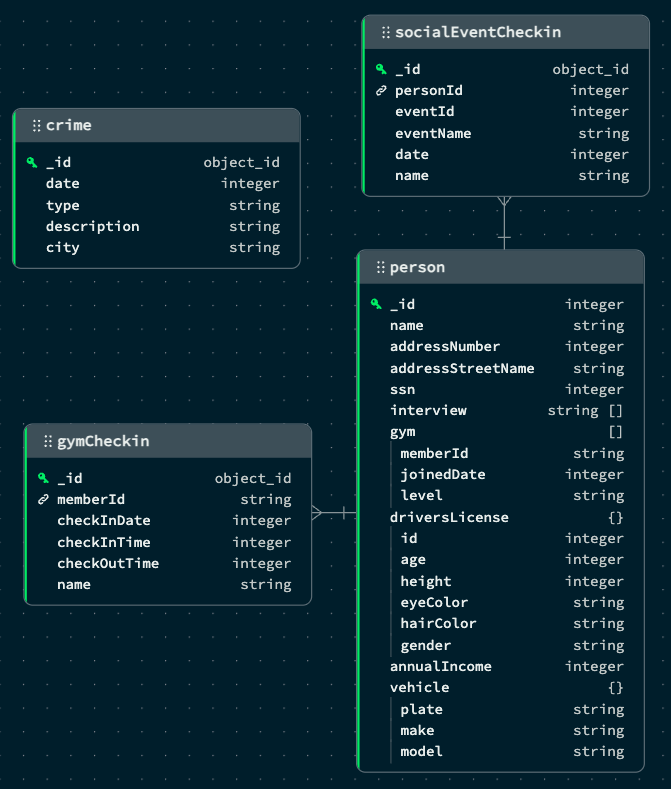 socialEventCheckin
_id object_id
personId integer
eventId integer
eventName string
date integer
name string
crime
_id object_id
date integer
type string
description string
city string
person
_id integer
name string
addressNumber integer
addressStreetName string
ssn integer
interview string []
gym []
memberId string
joinedDate integer
level string
driversLicense {}
id integer
age integer
height integer
eyeColor string
hairColor string
gender string
annualIncome integer
vehicle {}
plate string
make string
model string
gymCheckin
_id object_id
memberId string
checkInDate integer
checkInTime integer
checkOutTime integer
name string